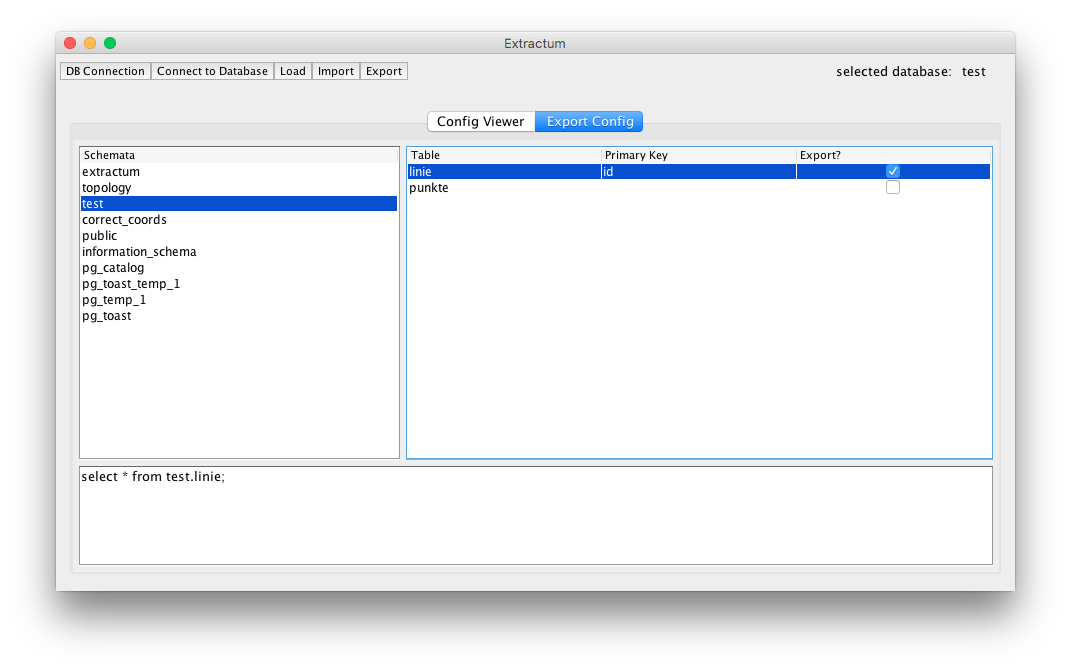 Extractum
DB Connection Connect to Database Load Import Export selected database: test
Config Viewer Export Config
Schemata
extractum
topology
test
correct_coords
public
information_schema
pg_catalog
pg_toast_temp_1
pg_temp_1
pg_toast
Table Primary Key Export?
linie id
punkte
select * from test.linie;